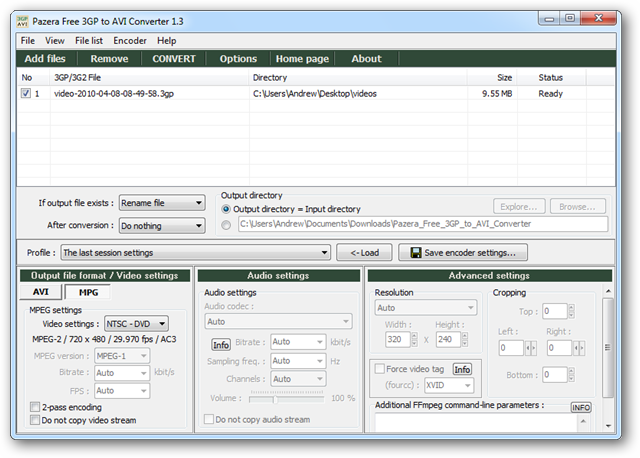 3GP AVI
Pazera Free 3GP to AVI Converter 1.3
File View File list Encoder Help
Add files Remove CONVERT Options Home page About
No 3GP/3G2 File Directory Size Status
1 video-2010-04-08-08-49-58.3gp C:\Users\Andrew\Desktop\videos 9.55 MB Ready
If output file exists : Rename file
After conversion : Do nothing
Output directory
Output directory = Input directory
Explore... Browse...
C:\Users\Andrew\Documents\Downloads\Pazera_Free_3GP_to_AVI_Converter
Profile : The last session settings <- Load Save encoder settings...
Output file format / Video settings
AVI MPG
MPEG settings
Video settings : NTSC - DVD
MPEG-2 / 720 x 480 / 29.970 fps / AC3
MPEG version : MPEG-1
Bitrate : Auto kbit/s
FPS : Auto
2-pass encoding
Do not copy video stream
Audio settings
Audio settings
Audio codec :
Auto
Info Bitrate : Auto kbit/s
Sampling freq. : Auto Hz
Channels : Auto
Volume : 100 %
Do not copy audio stream
Advanced settings
Resolution
Auto
Width : Height :
320 x 240
Force video tag Info
(fourcc) : XVID
Cropping
Top : 0
Left : Right :
0 0
Bottom : 0
Additional FFmpeg command-line parameters : INFO